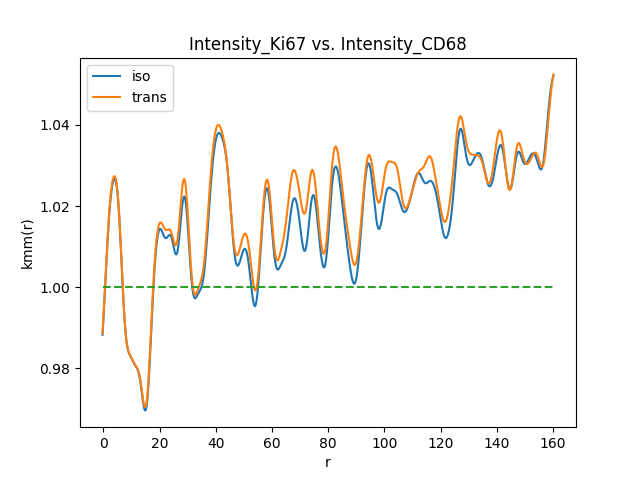 Intensity_Ki67 vs. Intensity_CD68
iso
trans
kmm(r)
1.04
1.02
1.00
0.98
0 20 40 60 80 100 120 140 160
r